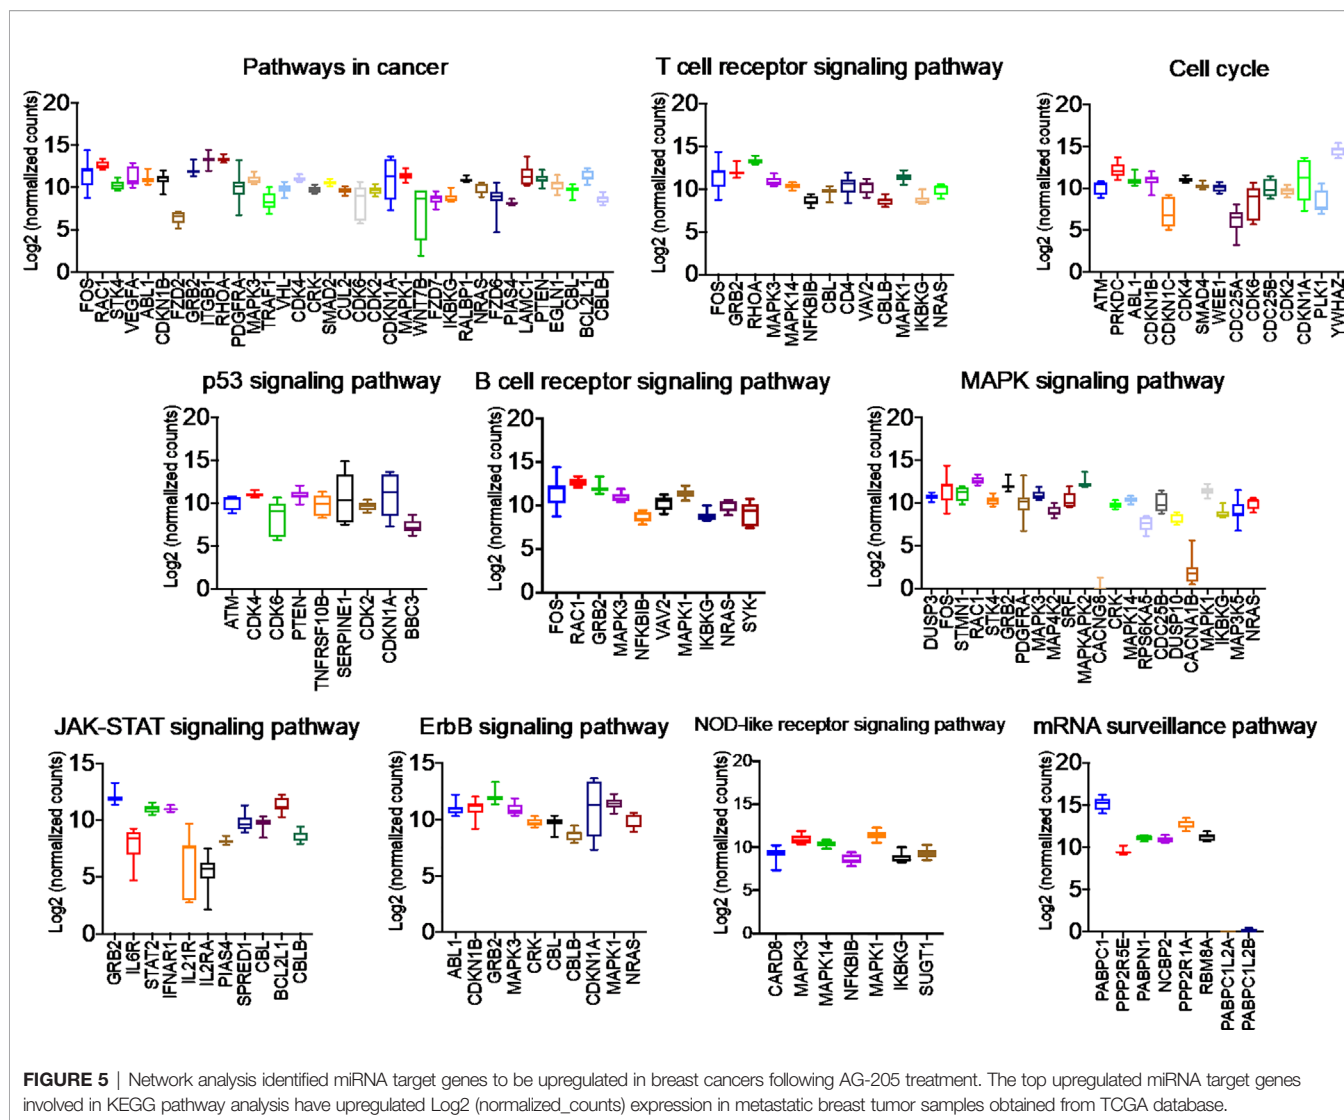 Pathways in cancer
Log2 (normalized counts)
20
15
10
5
0
FOS
RAC1
STK4
VEGFA
ABL1
CDKN1B
FZD2
GRB2
ITGB1
RHOA
PDGFRA
MAPK3
TRAF1
VHL
CDK4
CRK
SMAD2
CUL2
CDK6
CDK2
CDKN1A
MAPK1
WNT7B
FZD7
IKBKG
RALBP1
NRAS
FZD6
PIAS4
LAMC1
PTEN
EGLN1
CBL
BCL2L1
CBLB
T cell receptor signaling pathway
Log2 (normalized counts)
20
15
10
5
0
FOS
GRB2
RHOA
MAPK3
MAPK14
NFKBIB
CBL
CD4
VAV2
CBLB
MAPK1
IKBKG
NRAS
Cell cycle
Log2 (normalized counts)
20
15
10
5
0
ATM
PRKDC
ABL1
CDKN1B
CDKN1C
CDK4
SMAD4
WEE1
CDC25A
CDK6
CDC25B
CDK2
CDKN1A
PLK1
YWHAZ
p53 signaling pathway
Log2 (normalized counts)
20
15
10
5
0
ATM
CDK4
CDK6
PTEN
TNFRSF10B
SERPINE1
CDK2
CDKN1A
BBC3
B cell receptor signaling pathway
Log2 (normalized counts)
20
15
10
5
0
FOS
RAC1
GRB2
MAPK3
NFKBIB
VAV2
MAPK1
IKBKG
NRAS
SYK
MAPK signaling pathway
Log2 (normalized counts)
20
15
10
5
0
DUSP3
FOS
STMN1
RAC1
STK4
GRB2
PDGFRA
MAPK3
MAP4K2
SRF
MAPKAPK2
CACNG8
CRK
MAPK14
RPS6KA5
CDC25B
DUSP10
CACNA1B
MAPK1
IKBKG
MAP3K5
NRAS
JAK-STAT signaling pathway
Log2 (normalized counts)
15
10
5
0
GRB2
IL6R
STAT2
IFNAR1
IL21R
IL2RA
PIAS4
SPRED1
CBL
BCL2L1
CBLB
ErbB signaling pathway
Log2 (normalized counts)
15
10
5
0
ABL1
CDKN1B
GRB2
MAPK3
CRK
CBL
CBLB
CDKN1A
MAPK1
NRAS
NOD-like receptor signaling pathway
Log2 (normalized counts)
20
15
10
5
0
CARD8
MAPK3
MAPK14
NFKBIB
MAPK1
IKBKG
SUGT1
mRNA surveillance pathway
Log2 (normalized counts)
20
15
10
5
0
PABPC1
PPP2R5E
PABPN1
NCBP2
PPP2R1A
RBM8A
PABPC1L2A
PABPC1L2B
FIGURE 5 | Network analysis identified miRNA target genes to be upregulated in breast cancers following AG-205 treatment. The top upregulated miRNA target genes
involved in KEGG pathway analysis have upregulated Log2 (normalized_counts) expression in metastatic breast tumor samples obtained from TCGA database.